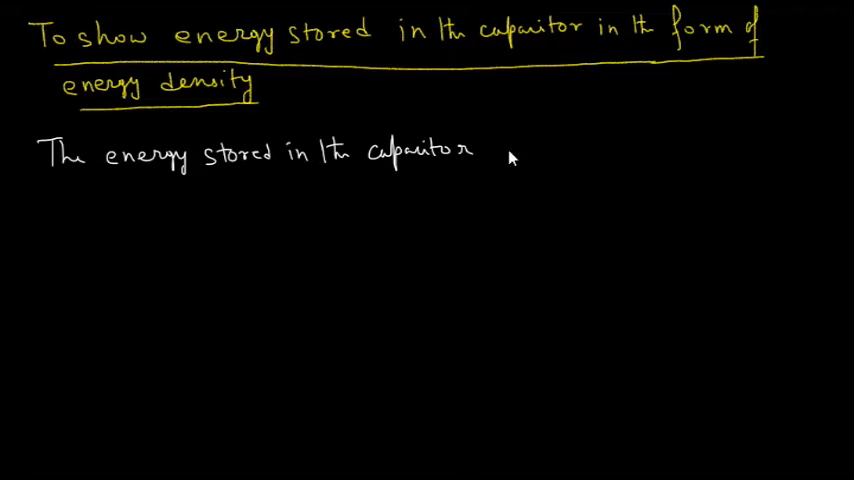 To show energy stored in the capacitor in the form of
energy density
The energy stored in the capacitor